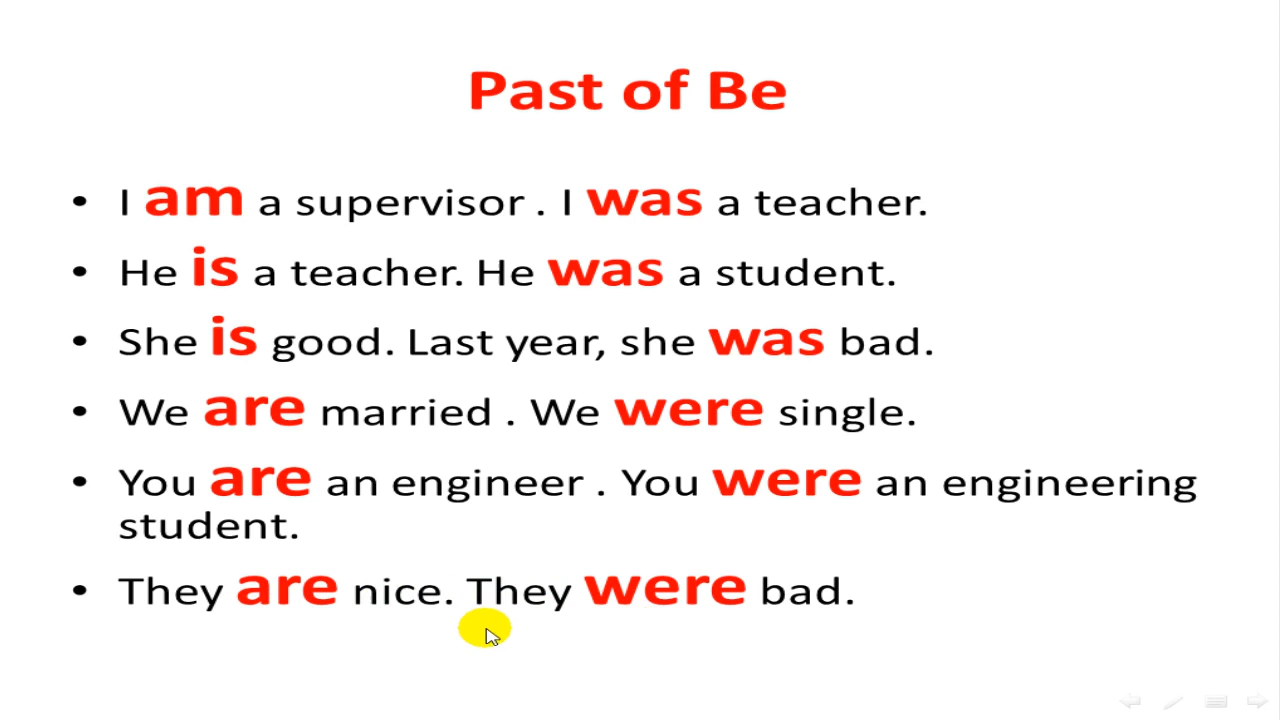 Past of Be
• I am a supervisor . I was a teacher.
• He is a teacher. He was a student.
• She is good. Last year, she was bad.
• We are married . We were single.
• You are an engineer . You were an engineering
student.
• They are nice. They were bad.